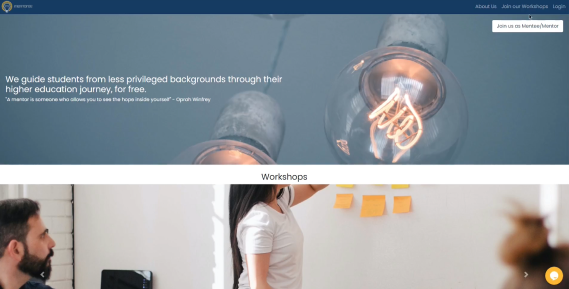 About Us Join our Workshops Login
Join us as Mentee/Mentor
We guide students from less privileged backgrounds through their
higher education journey, for free.
"A mentor is someone who allows you to see the hope inside yourself" - Oprah Winfrey
Workshops